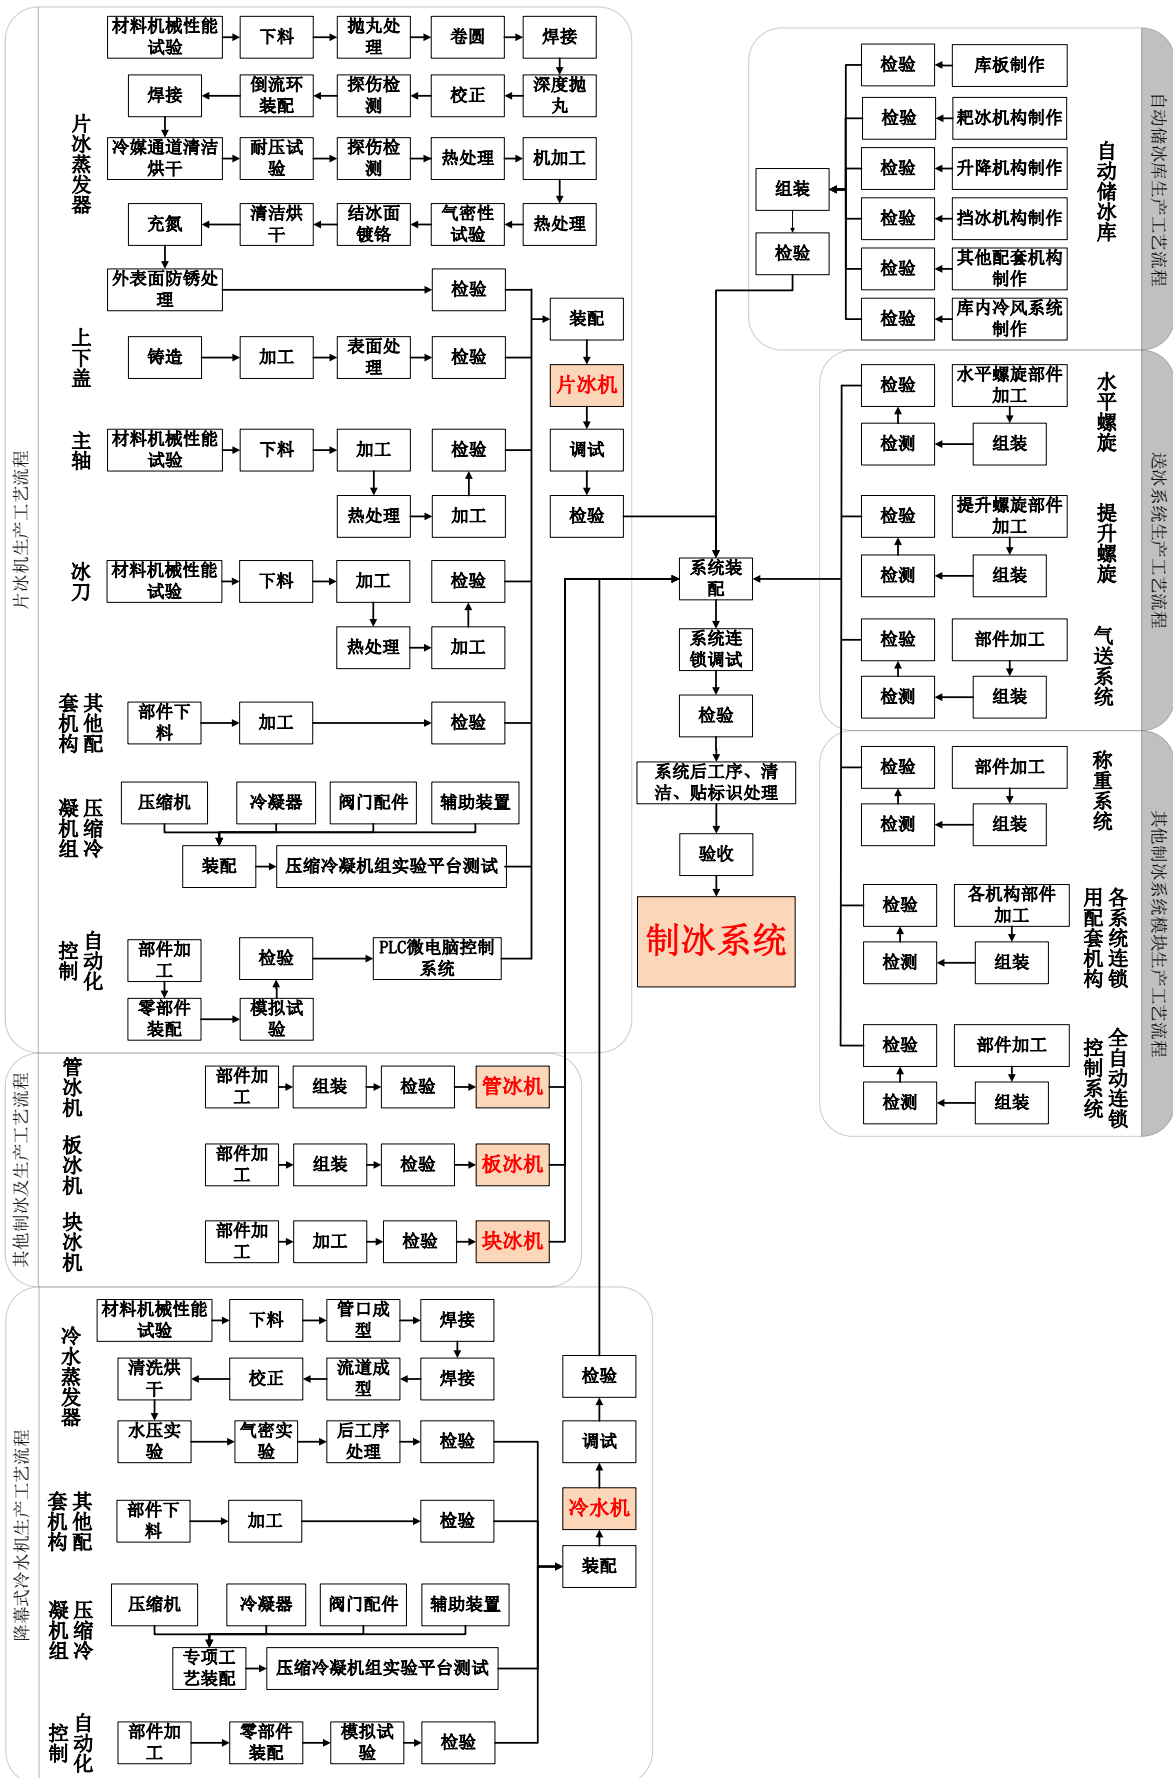 片冰机生产工艺流程
片冰蒸发器
材料机械性能
试验
下料
抛丸处
理
卷圆
焊接
深度抛
丸
校正
探伤检
测
倒流环
装配
焊接
冷媒通道清洁
烘干
耐压试
验
探伤检
测
热处理
机加工
热处理
气密性
试验
结冰面
镀铬
清洁烘
干
充氮
外表面防锈处
理
检验
上下盖
铸造
加工
表面处
理
检验
主轴
材料机械性能
试验
下料
加工
热处理
加工
检验
冰刀
材料机械性能
试验
下料
加工
热处理
加工
检验
其他配
套机构
部件下
料
加工
检验
压缩冷
凝机组
压缩机
冷凝器
阀门配件
辅助装置
装配
压缩冷凝机组实验平台测试
自动化
控制
部件加
工
零部件
装配
模拟试
验
检验
PLC微电脑控制
系统
装配
片冰机
调试
检验
其他制冰及生产工艺流程
管冰机
部件加
工
组装
检验
管冰机
板冰机
部件加
工
组装
检验
板冰机
块冰机
部件加
工
加工
检验
块冰机
降幕式冷水机生产工艺流程
冷水蒸发器
材料机械性能
试验
下料
管口成
型
焊接
焊接
流道成
型
校正
清洗烘
干
水压实
验
气密实
验
后工序
处理
检验
其他配
套机构
部件下
料
加工
检验
压缩冷
凝机组
压缩机
冷凝器
阀门配件
辅助装置
专项工
艺装配
压缩冷凝机组实验平台测试
自动化
控制
部件加
工
零部件
装配
模拟试
验
检验
装配
冷水机
调试
检验
自动储冰库生产工艺流程
自动储冰库
库板制作
检验
耙冰机构制作
检验
升降机构制作
检验
挡冰机构制作
检验
其他配套机构
制作
检验
库内冷风系统
制作
检验
组装
检验
送冰系统生产工艺流程
水平螺旋
水平螺旋部件
加工
组装
检测
检验
提升螺旋
提升螺旋部件
加工
组装
检测
检验
气送系统
部件加工
组装
检测
检验
其他制冰系统模块生产工艺流程
称重系统
部件加工
组装
检测
检验
各系统连锁
用配套机构
各机构部件
加工
组装
检测
检验
全自动连锁
控制系统
部件加工
组装
检测
检验
系统装
配
系统连
锁调试
检验
系统后工序、清
洁、贴标识处理
验收
制冰系统